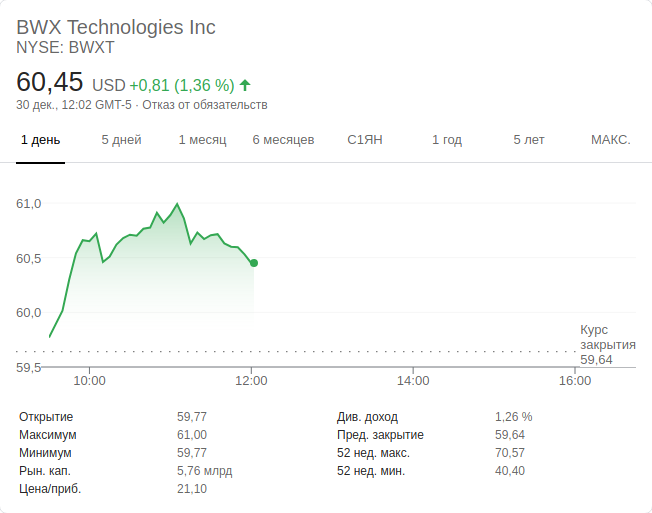 BWX Technologies Inc
NYSE: BWXT
60,45 USD +0,81 (1,36 %)
30 дек., 12:02 GMT-5 · Отказ от обязательств
1 день 5 дней 1 месяц 6 месяцев С1ЯН 1 год 5 лет МАКС.
61,0
60,5
60,0
59,5
Курс
закрытия
59,64
10:00 12:00 14:00 16:00
Открытие 59,77 Див. доход 1,26 %
Максимум 61,00 Пред. закрытие 59,64
Минимум 59,77 52 нед. макс. 70,57
Рын. кап. 5,76 млрд 52 нед. мин. 40,40
Цена/приб. 21,10